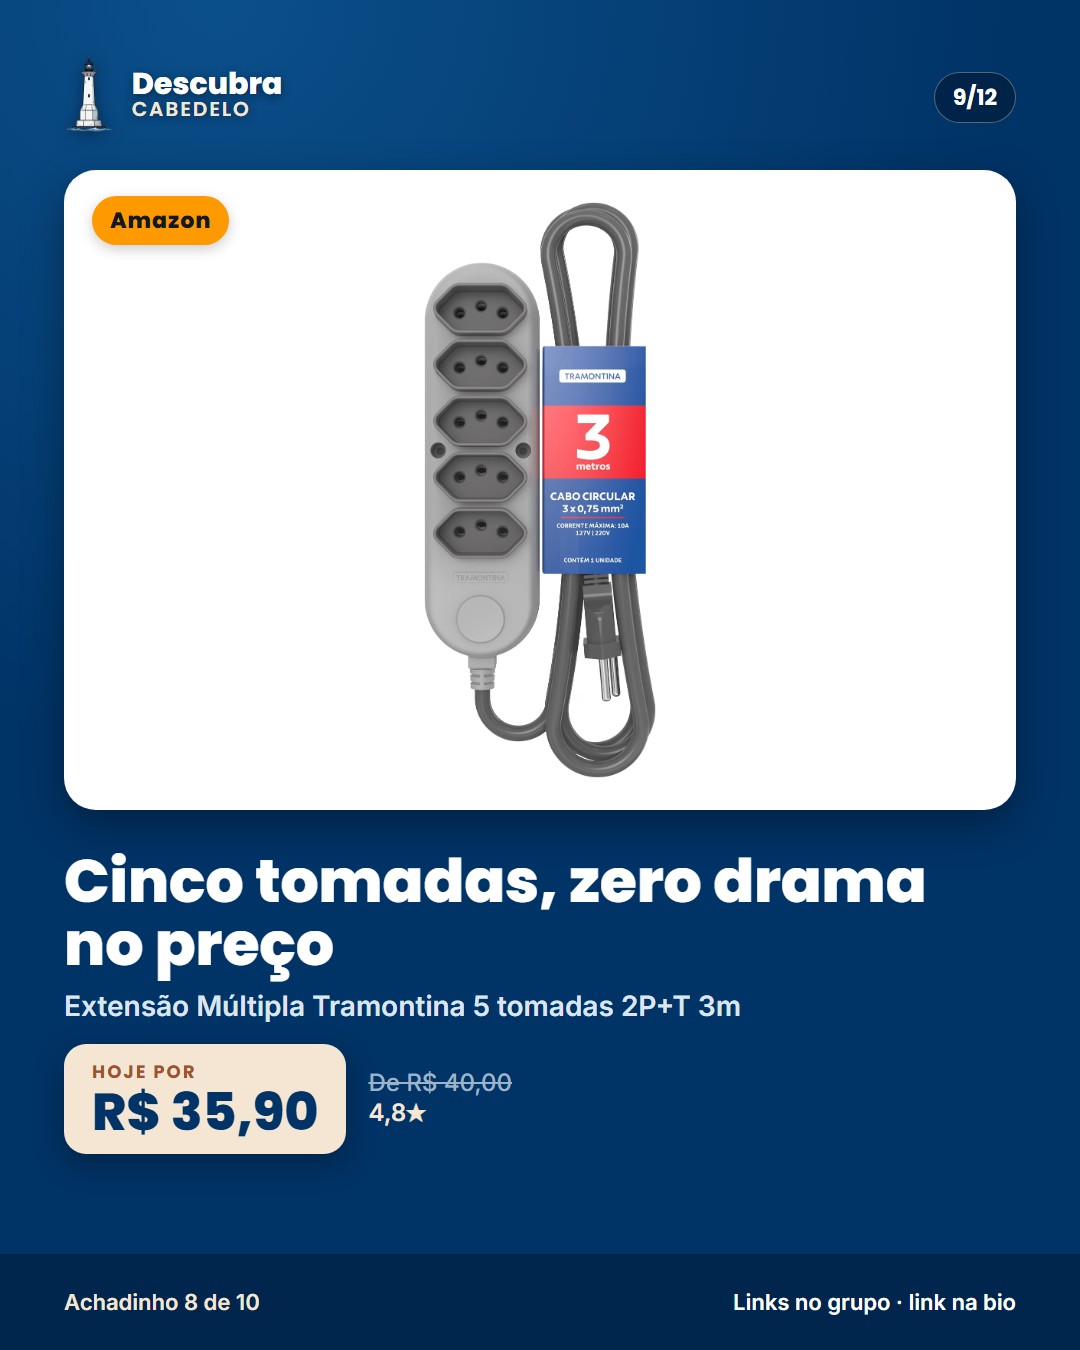 Descubra
CABEDELO
9/12
Amazon
TRAMONTINA
3
metros
CABO CIRCULAR
3 x 0,75 mm²
CORRENTE MÁXIMA: 10A
127V | 220V
CONTÉM 1 UNIDADE
TRAMONTINA
Cinco tomadas, zero drama
no preço
Extensão Múltipla Tramontina 5 tomadas 2P+T 3m
HOJE POR
R$ 35,90
De R$ 40,00
4,8★
Achadinho 8 de 10
Links no grupo · link na bio